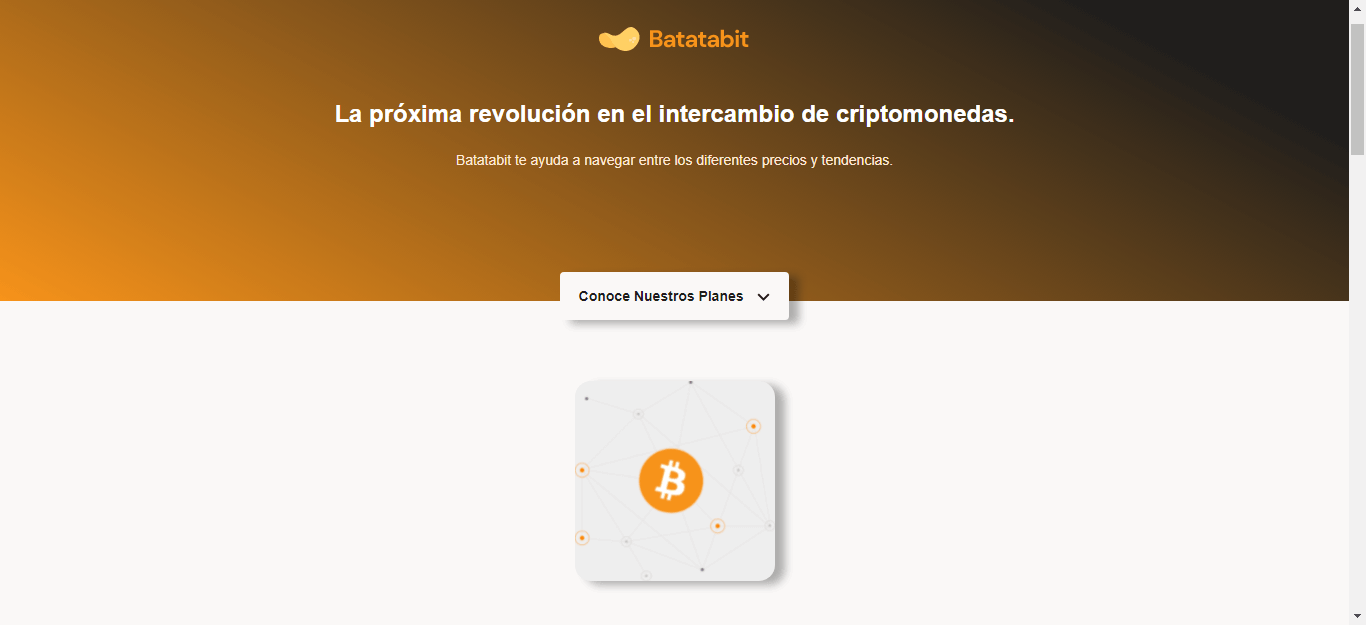 Batatabit
La próxima revolución en el intercambio de criptomonedas.
Batatabit te ayuda a navegar entre los diferentes precios y tendencias.
Conoce Nuestros Planes